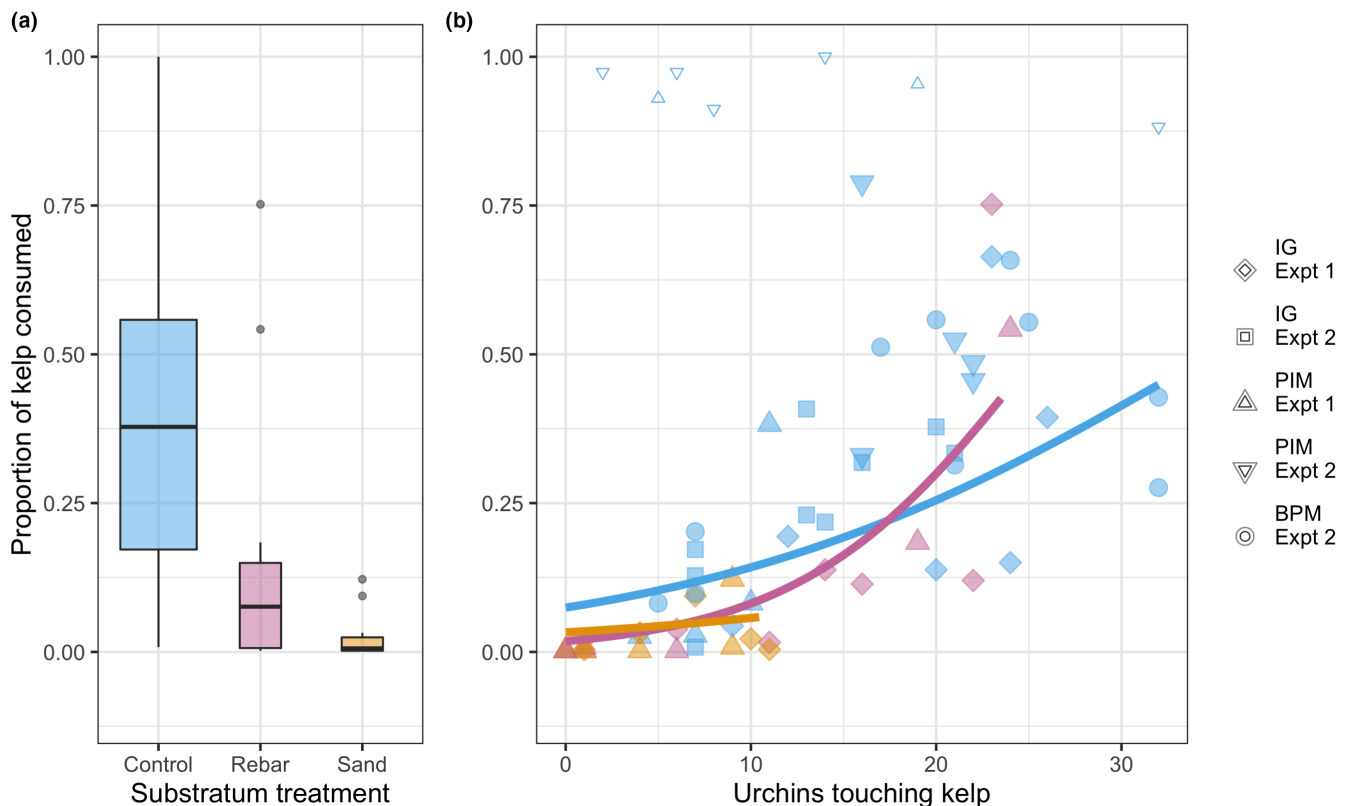 (a)
Proportion of kelp consumed
1.00
0.75
0.50
0.25
0.00
Control Rebar Sand
Substratum treatment
(b)
1.00
0.75
0.50
0.25
0.00
0 10 20 30
Urchins touching kelp
IG
Expt 1
IG
Expt 2
PIM
Expt 1
PIM
Expt 2
BPM
Expt 2